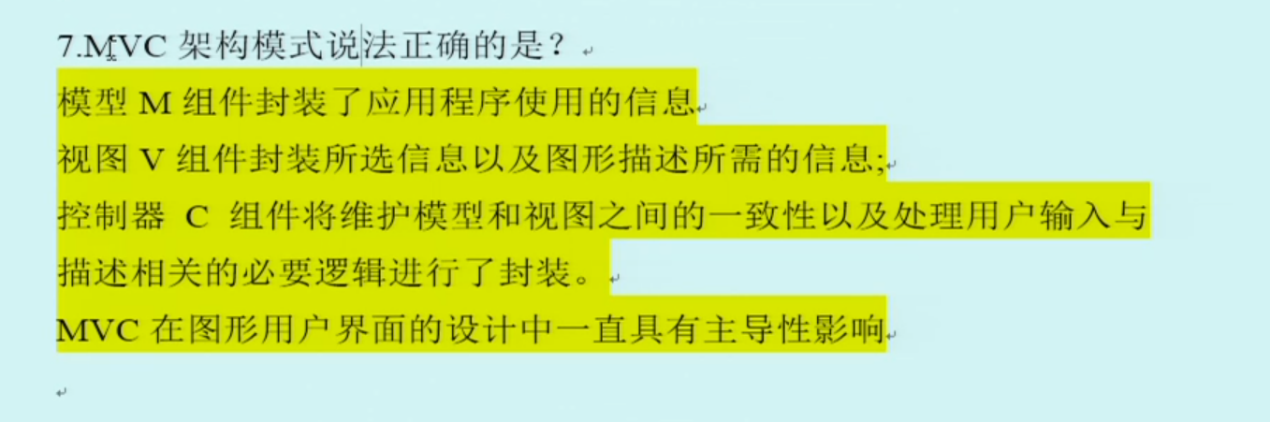 7.MVC 架构模式说法正确的是？
模型 M 组件封装了应用程序使用的信息
视图 V 组件封装所选信息以及图形描述所需的信息;
控制器 C 组件将维护模型和视图之间的一致性以及处理用户输入与
描述相关的必要逻辑进行了封装。
MVC 在图形用户界面的设计中一直具有主导性影响